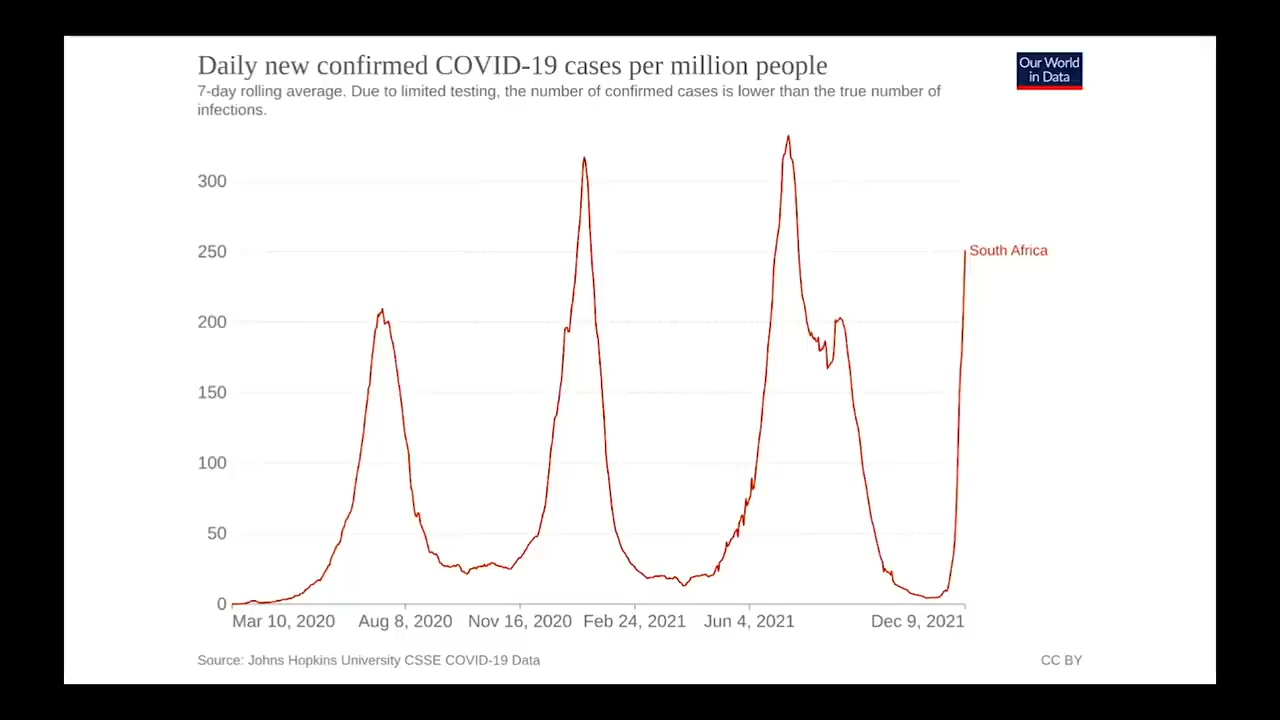 Daily new confirmed COVID-19 cases per million people
Our World
in Data
7-day rolling average. Due to limited testing, the number of confirmed cases is lower than the true number of
infections.
300
250
South Africa
200
150
100
50
0
Mar 10, 2020 Aug 8, 2020 Nov 16, 2020 Feb 24, 2021 Jun 4, 2021 Dec 9, 2021
Source: Johns Hopkins University CSSE COVID-19 Data
CC BY